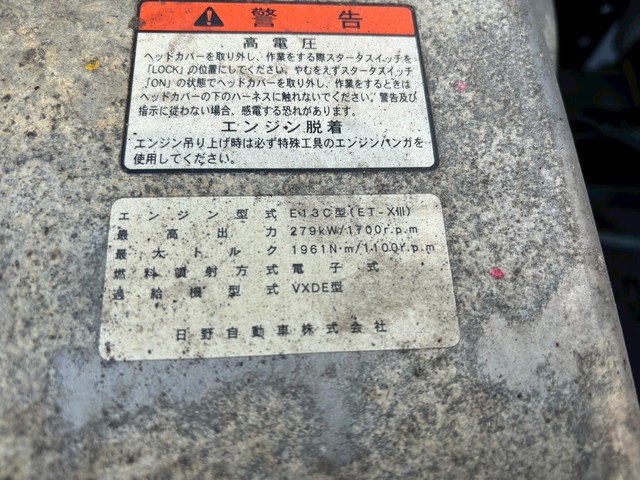 警告
高電圧
ヘッドカバーを取り外し、作業をする際スタータスイッチを
「LOCK」の位置にしてください。やむをえずスタータスイッチ
「ON」の状態でヘッドカバーを取り外し、作業をするときは
ヘッドカバーの下のハーネスに触れないでください。警告及び
指示に従わない場合、感電する恐れがあります。
エンジン脱着
エンジン吊り上げ時は必ず特殊工具のエンジンハンガを
使用してください。
エンジン型式 E13C型(ET-XⅢ)
最高出力 279kW/1700r.p.m
最大トルク 1961N·m/1100r.p.m
燃料噴射方式 電子式
過給機型式 VXDE型
日野自動車株式会社